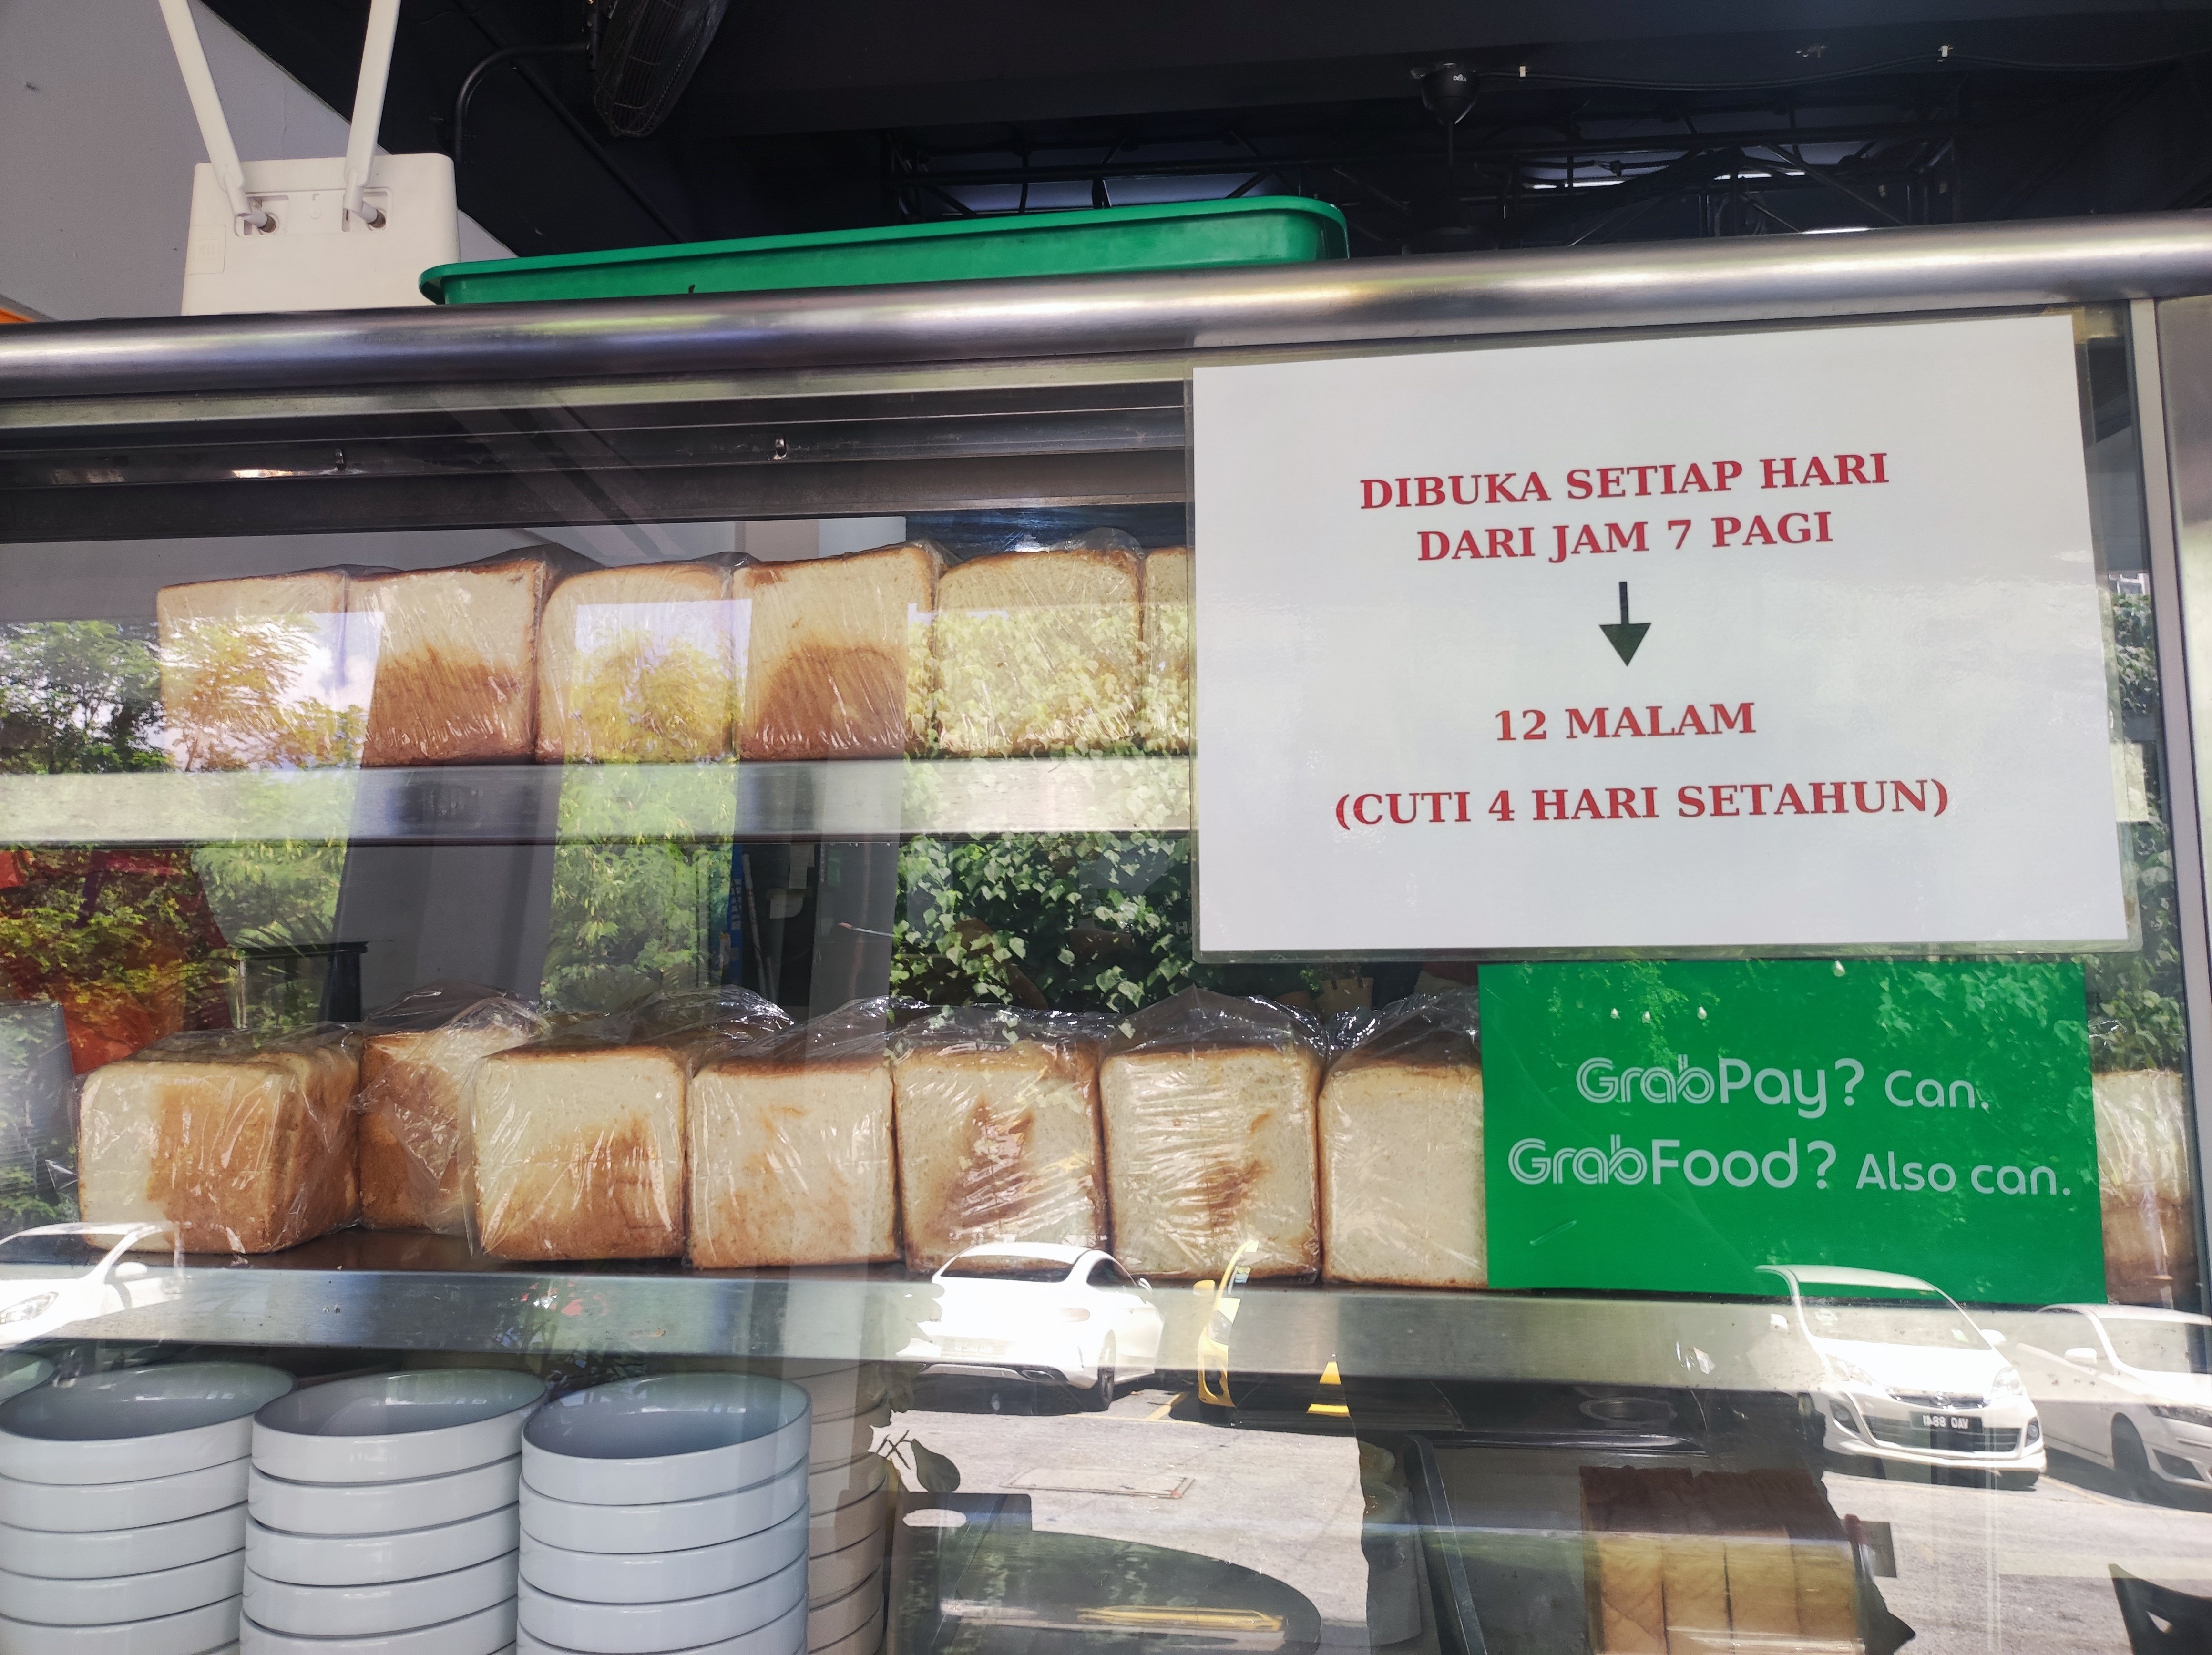 DIBUKA SETIAP HARI
DARI JAM 7 PAGI
12 MALAM
(CUTI 4 HARI SETAHUN)
GrabPay? Can.
GrabFood? Also can.